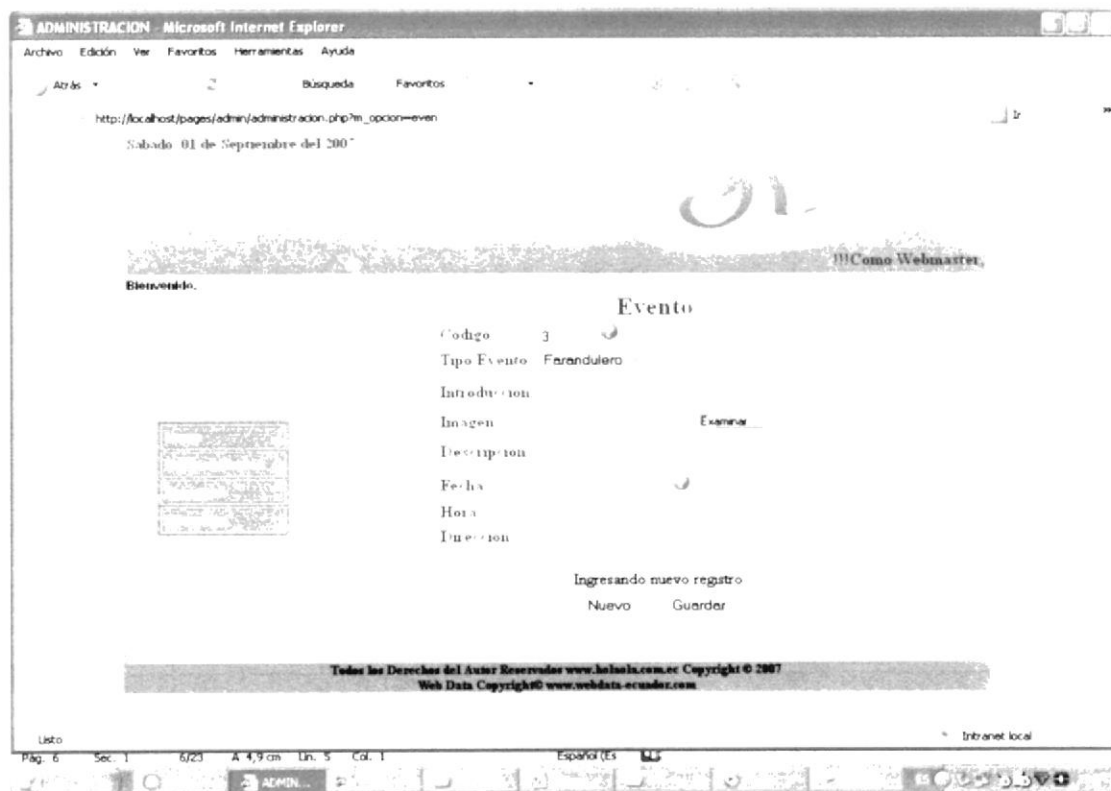 ADMINISTRACION - Microsoft Internet Explorer
Archivo Edición Ver Favoritos Herramientas Ayuda
Atrás Búsqueda Favoritos
http://localhost/pages/admin/administracion.php?m_opcion=even Ir
Sabado 01 de Septiembre del 2007
!!!Como Webmaster,
Bienvenido,
Evento
Codigo 3
Tipo Evento Farandulero
Introduccion
Imagen Examinar
Descripcion
Fecha
Hora
Direccion
Ingresando nuevo registro
Nuevo Guardar
Todos los Derechos del Autor Reservados www.holaola.com.ec Copyright © 2007
Web Data Copyright© www.webdata-ecuador.com
Listo Intranet local
Pág. 6 Sec. 1 6/23 A 4,9 cm Lín. 5 Col. 1 Español (Es
ADMIN... ES